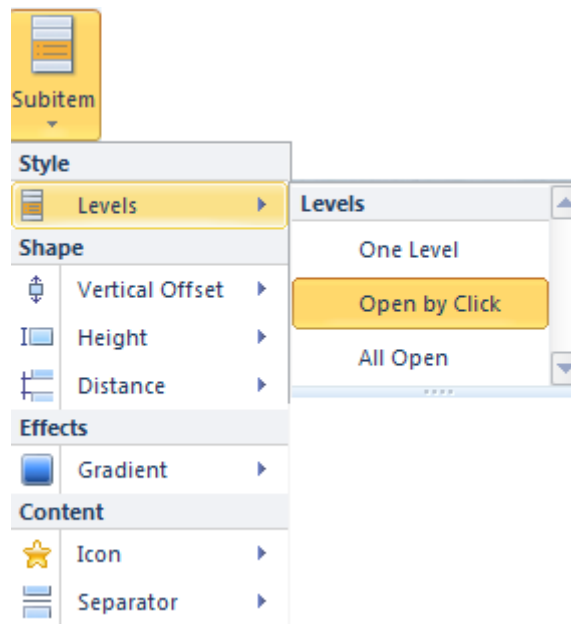 Subitem
Style
Levels
Levels
One Level
Open by Click
All Open
Shape
Vertical Offset
Height
Distance
Effects
Gradient
Content
Icon
Separator